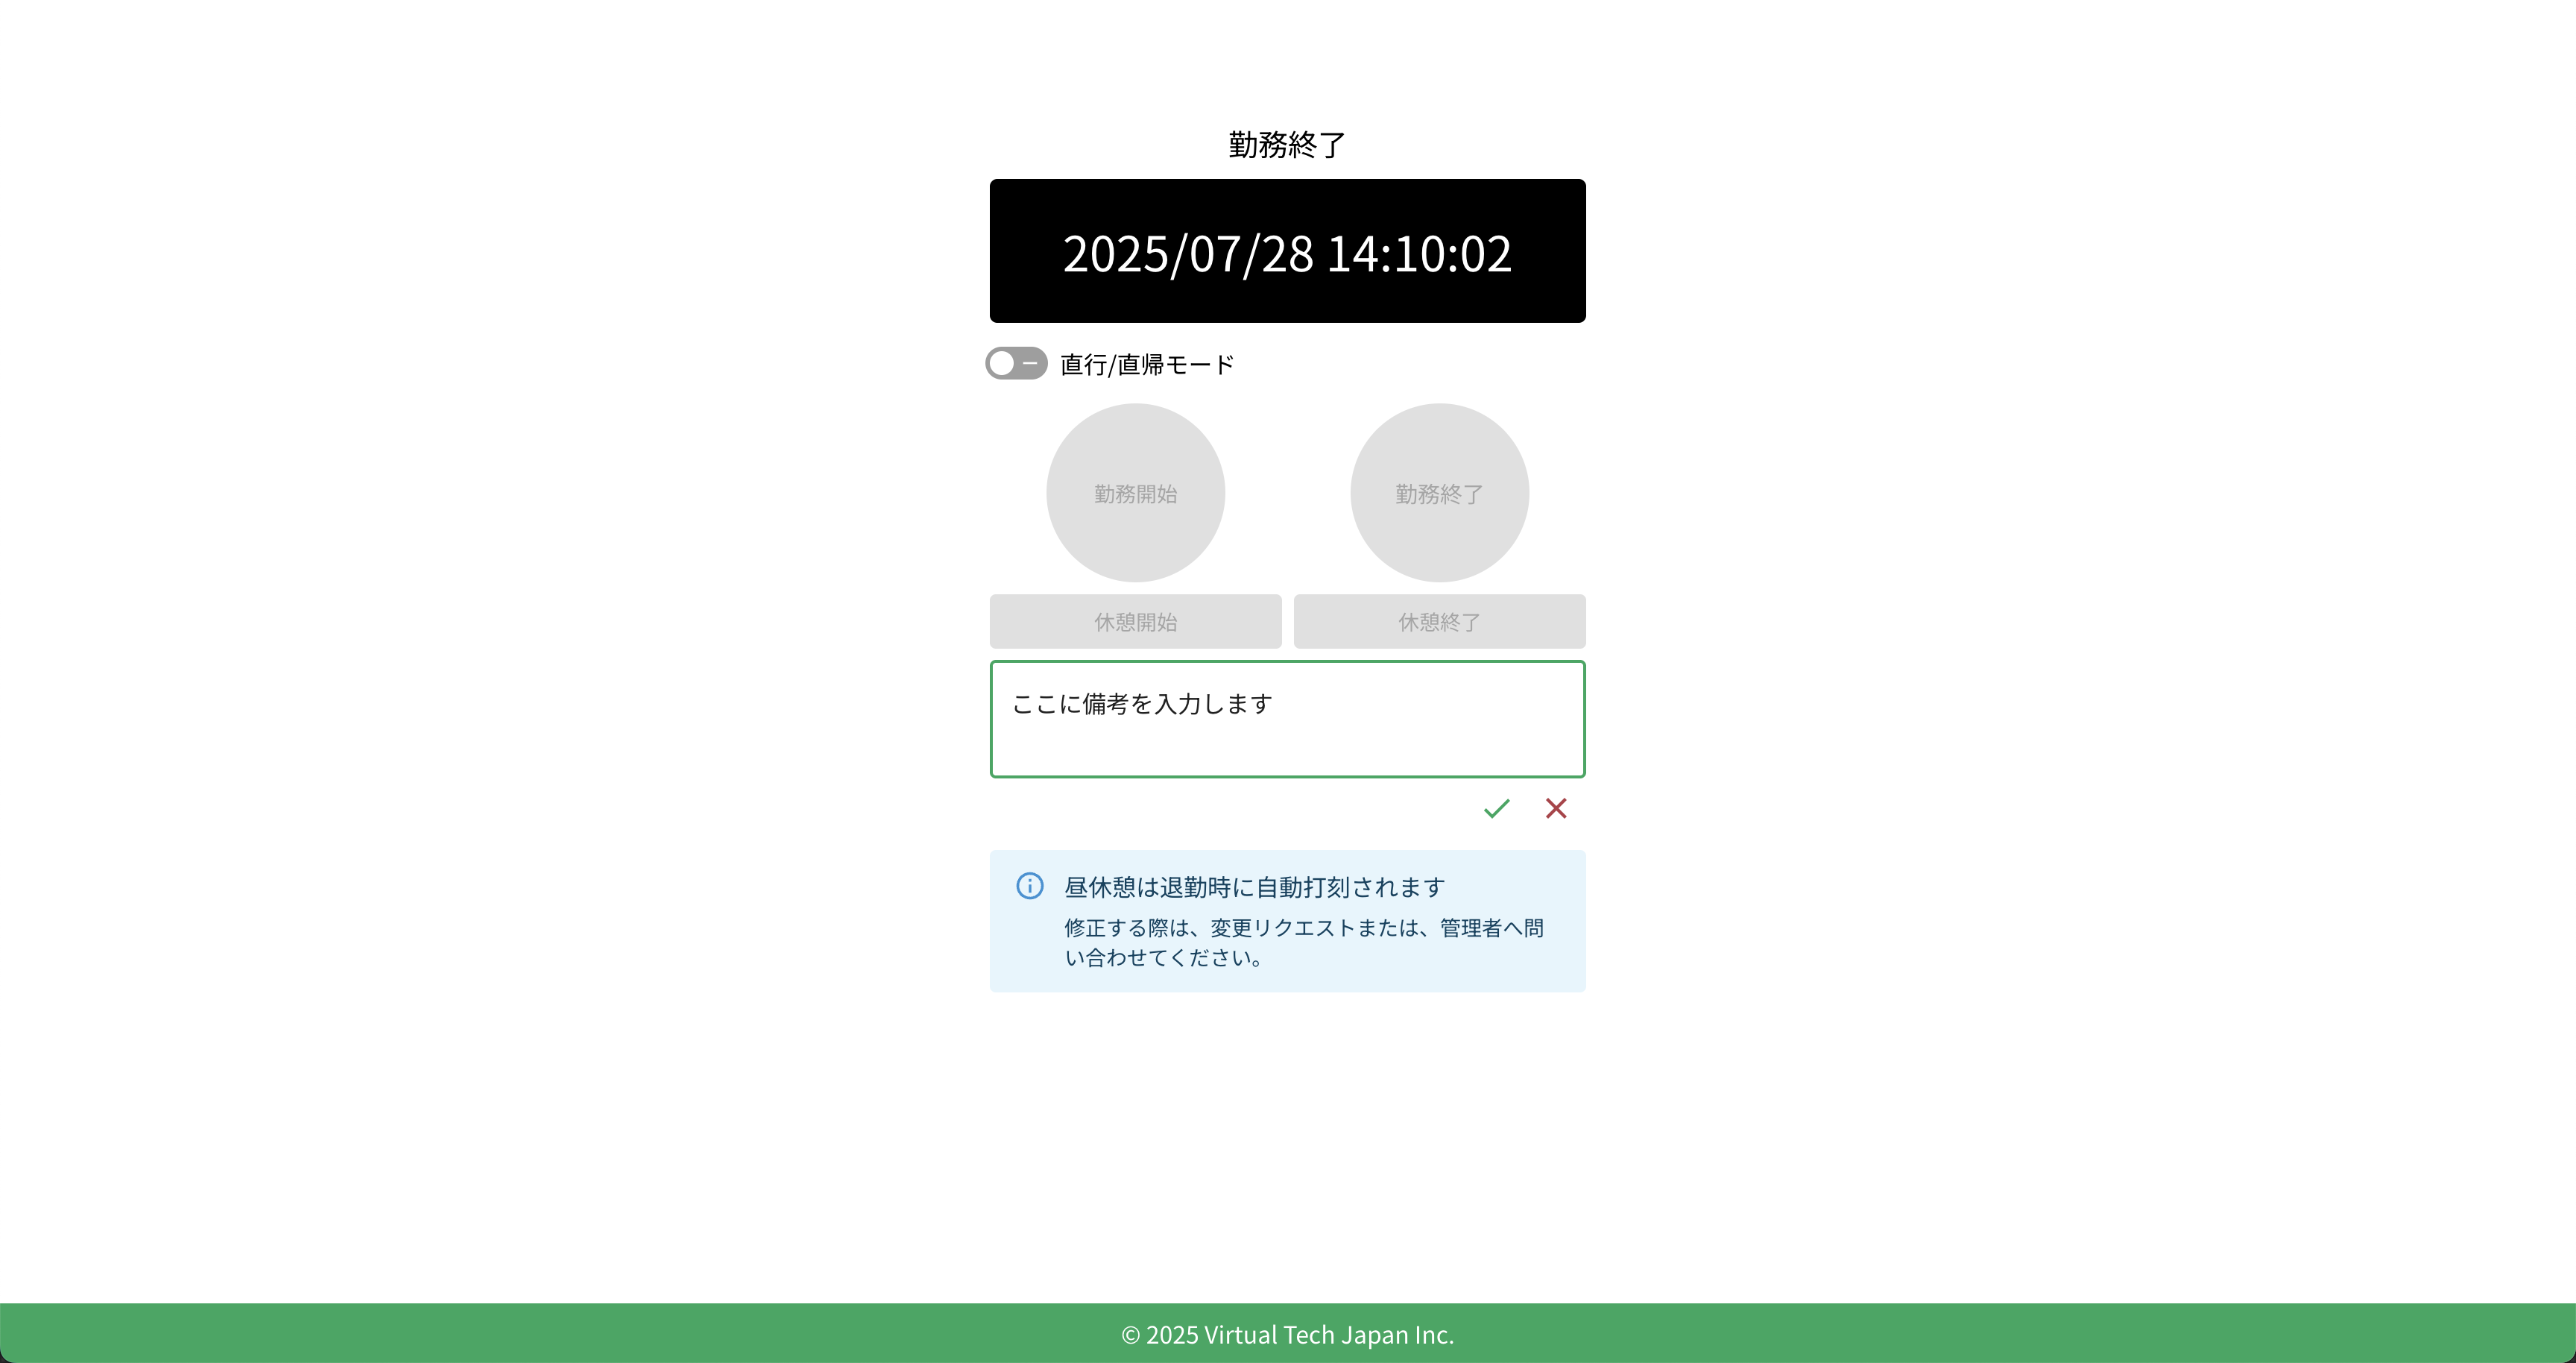 勤務終了
2025/07/28 14:10:02
直行/直帰モード
勤務開始
勤務終了
休憩開始
休憩終了
ここに備考を入力します
昼休憩は退勤時に自動打刻されます
修正する際は、変更リクエストまたは、管理者へ問
い合わせてください。
© 2025 Virtual Tech Japan Inc.